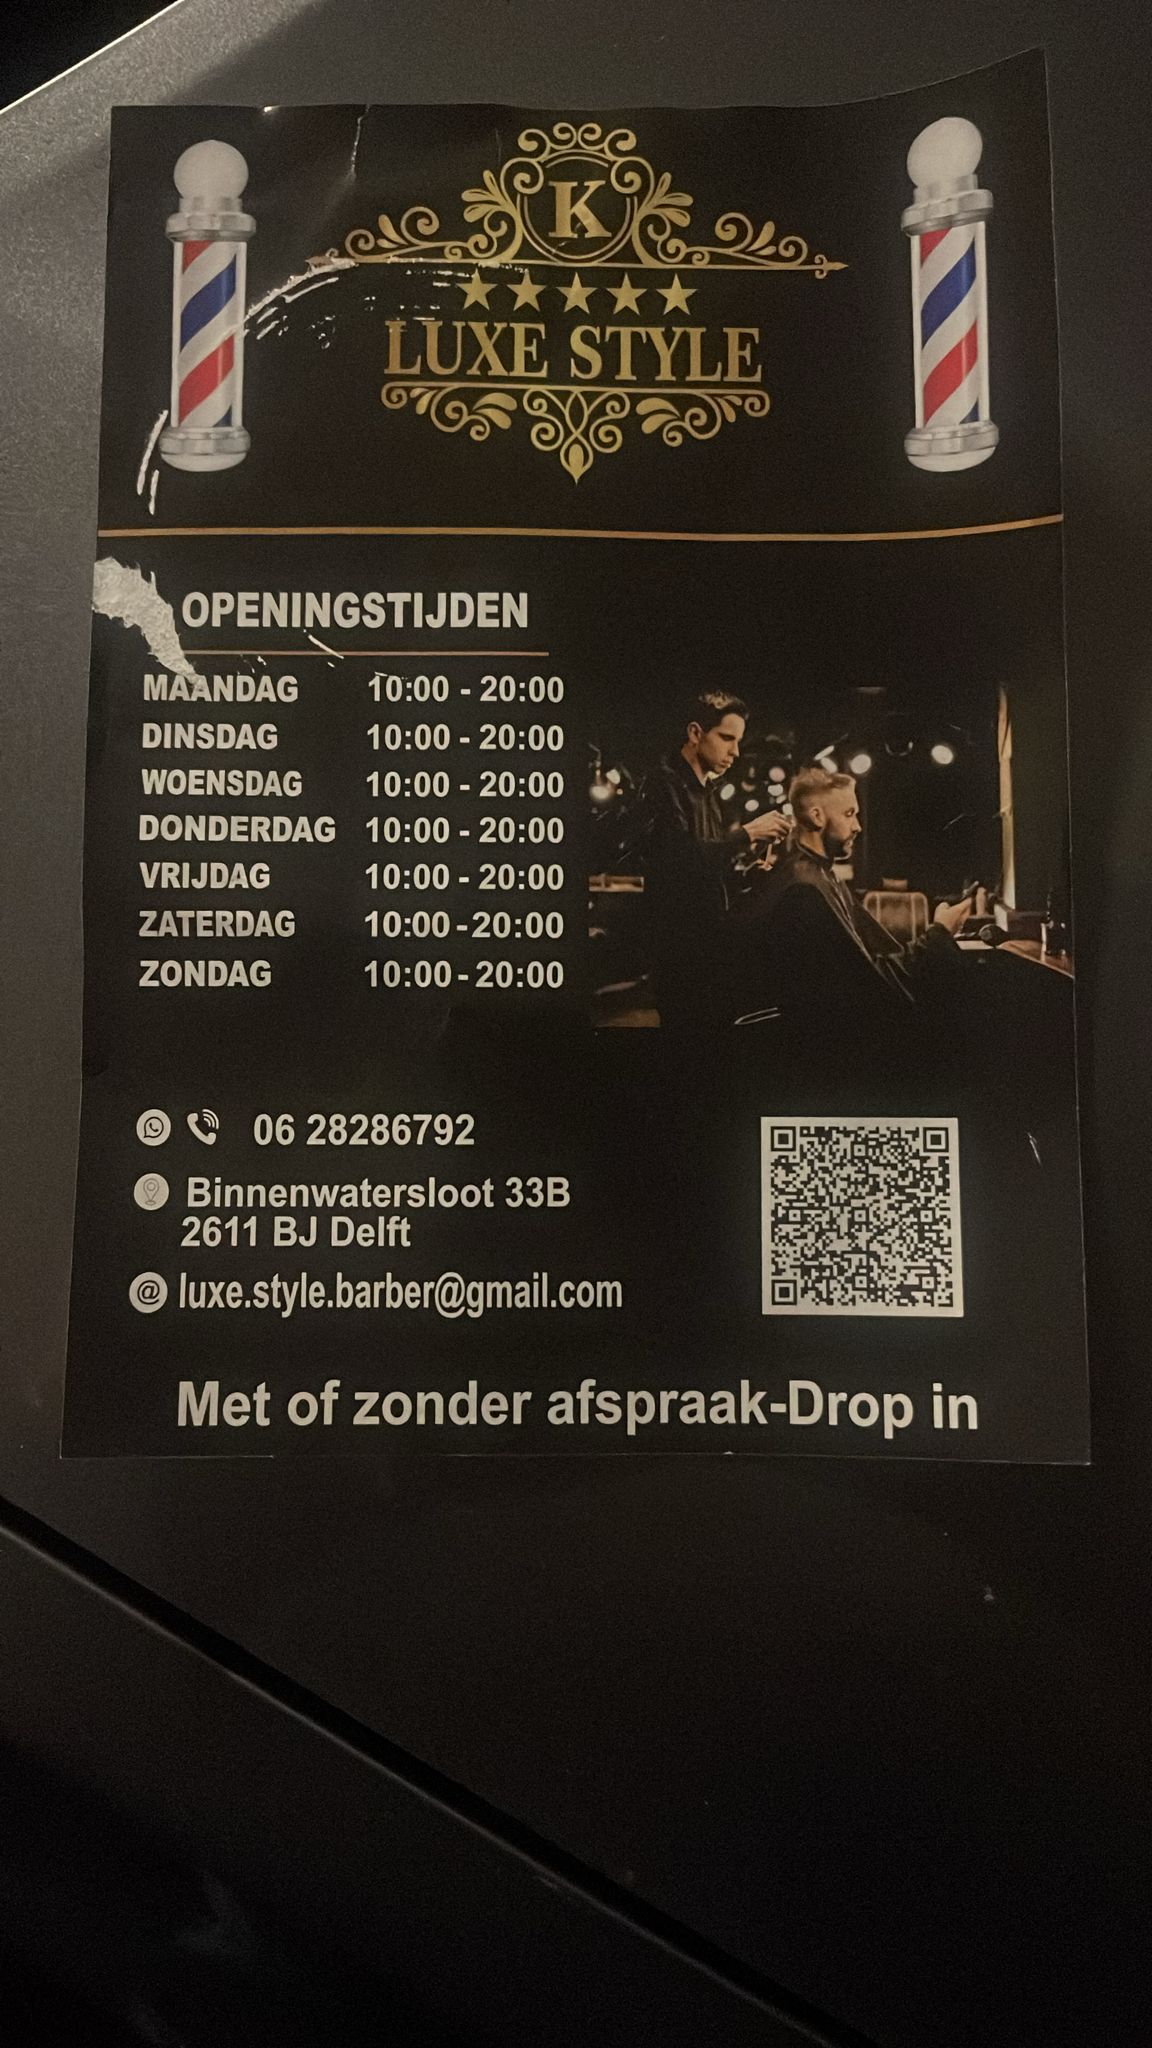 K
LUXE STYLE
OPENINGSTIJDEN
MAANDAG 10:00 - 20:00
DINSDAG 10:00 - 20:00
WOENSDAG 10:00 - 20:00
DONDERDAG 10:00 - 20:00
VRIJDAG 10:00 - 20:00
ZATERDAG 10:00 - 20:00
ZONDAG 10:00 - 20:00
06 28286792
Binnenwatersloot 33B
2611 BJ Delft
@ luxe.style.barber@gmail.com
Met of zonder afspraak-Drop in